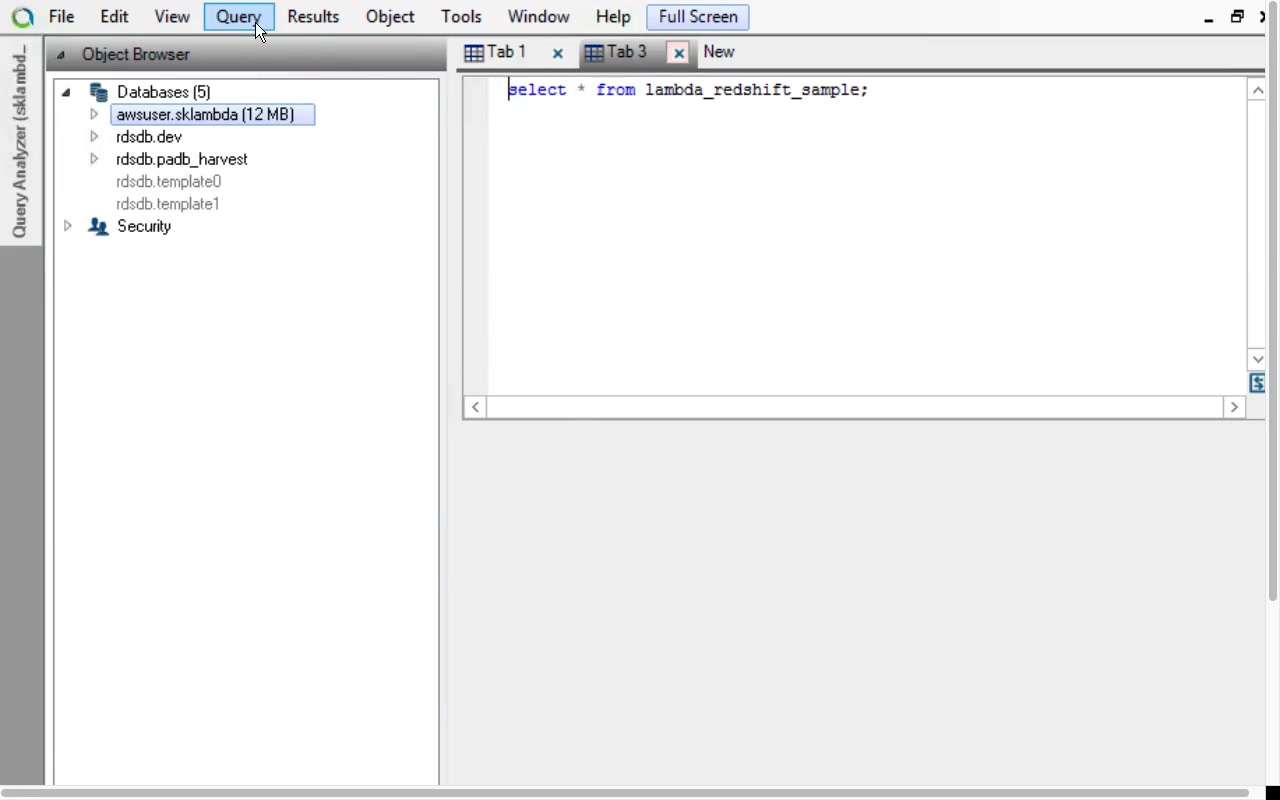 File Edit View Query Results Object Tools Window Help Full Screen
Query Analyzer (sklambd_...
Object Browser
Databases (5)
awsuser.sklambda (12 MB)
rdsdb.dev
rdsdb.padb_harvest
rdsdb.template0
rdsdb.template1
Security
Tab 1 Tab 3 New
select * from lambda_redshift_sample;